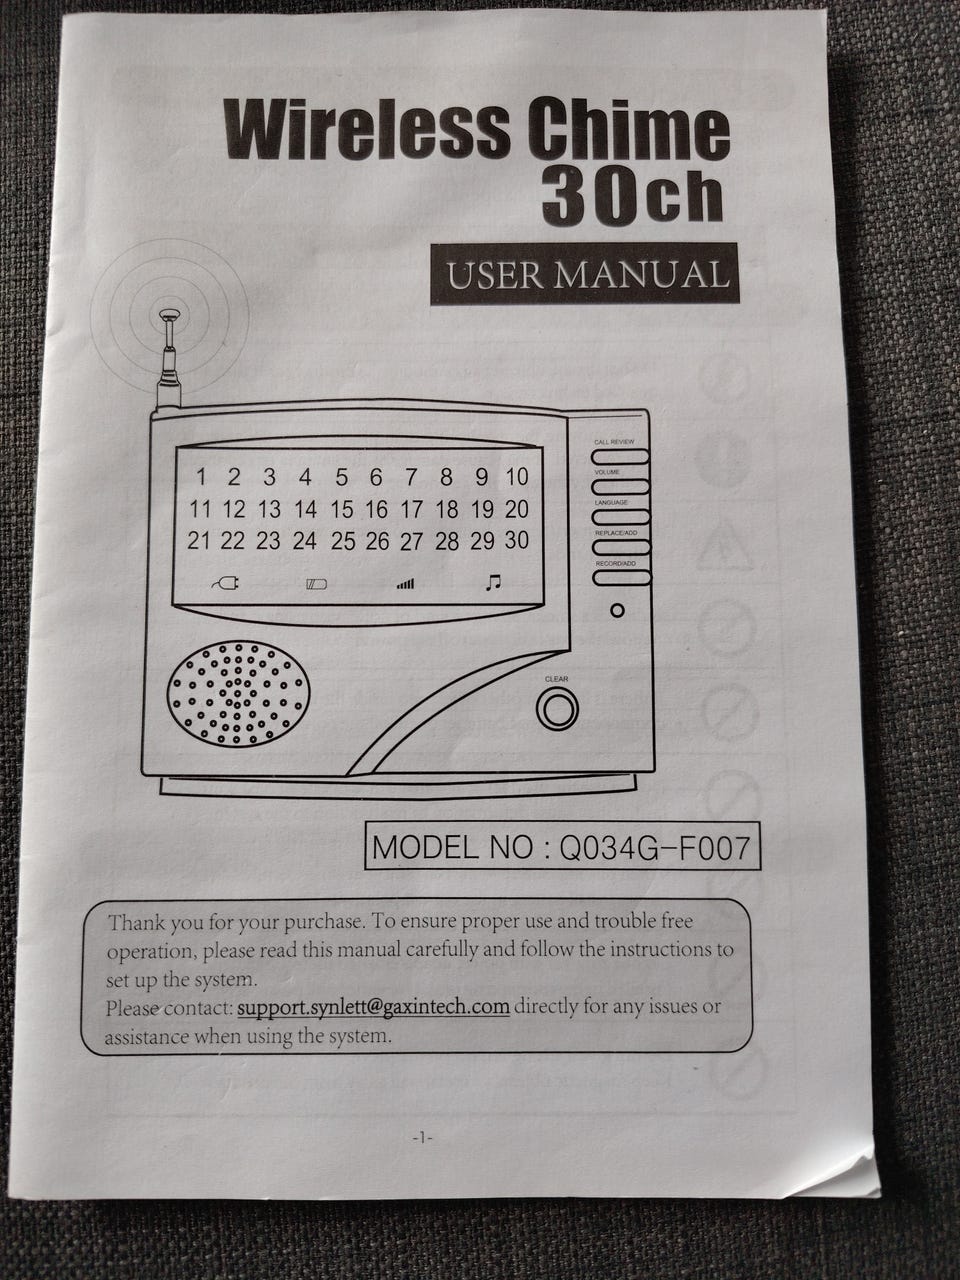 Wireless Chime
30ch
USER MANUAL
1 2 3 4 5 6 7 8 9 10
11 12 13 14 15 16 17 18 19 20
21 22 23 24 25 26 27 28 29 30
CALL REVIEW
VOLUME
LANGUAGE
REPLACE/ADD
RECORD/ADD
CLEAR
MODEL NO : Q034G-F007
Thank you for your purchase. To ensure proper use and trouble free
operation, please read this manual carefully and follow the instructions to
set up the system.
Please contact: support.synlett@gaxintech.com directly for any issues or
assistance when using the system.
-1-